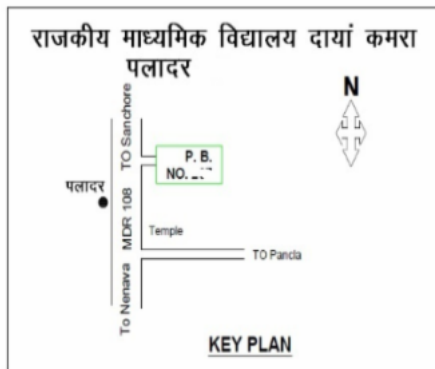 राजकीय माध्यमिक विद्यालय दायां कमरा
पलादर
N
TO Sanchore
P. B.
NO.
पलादर
MDR 108
Temple
TO Pancla
To Nenava
KEY PLAN